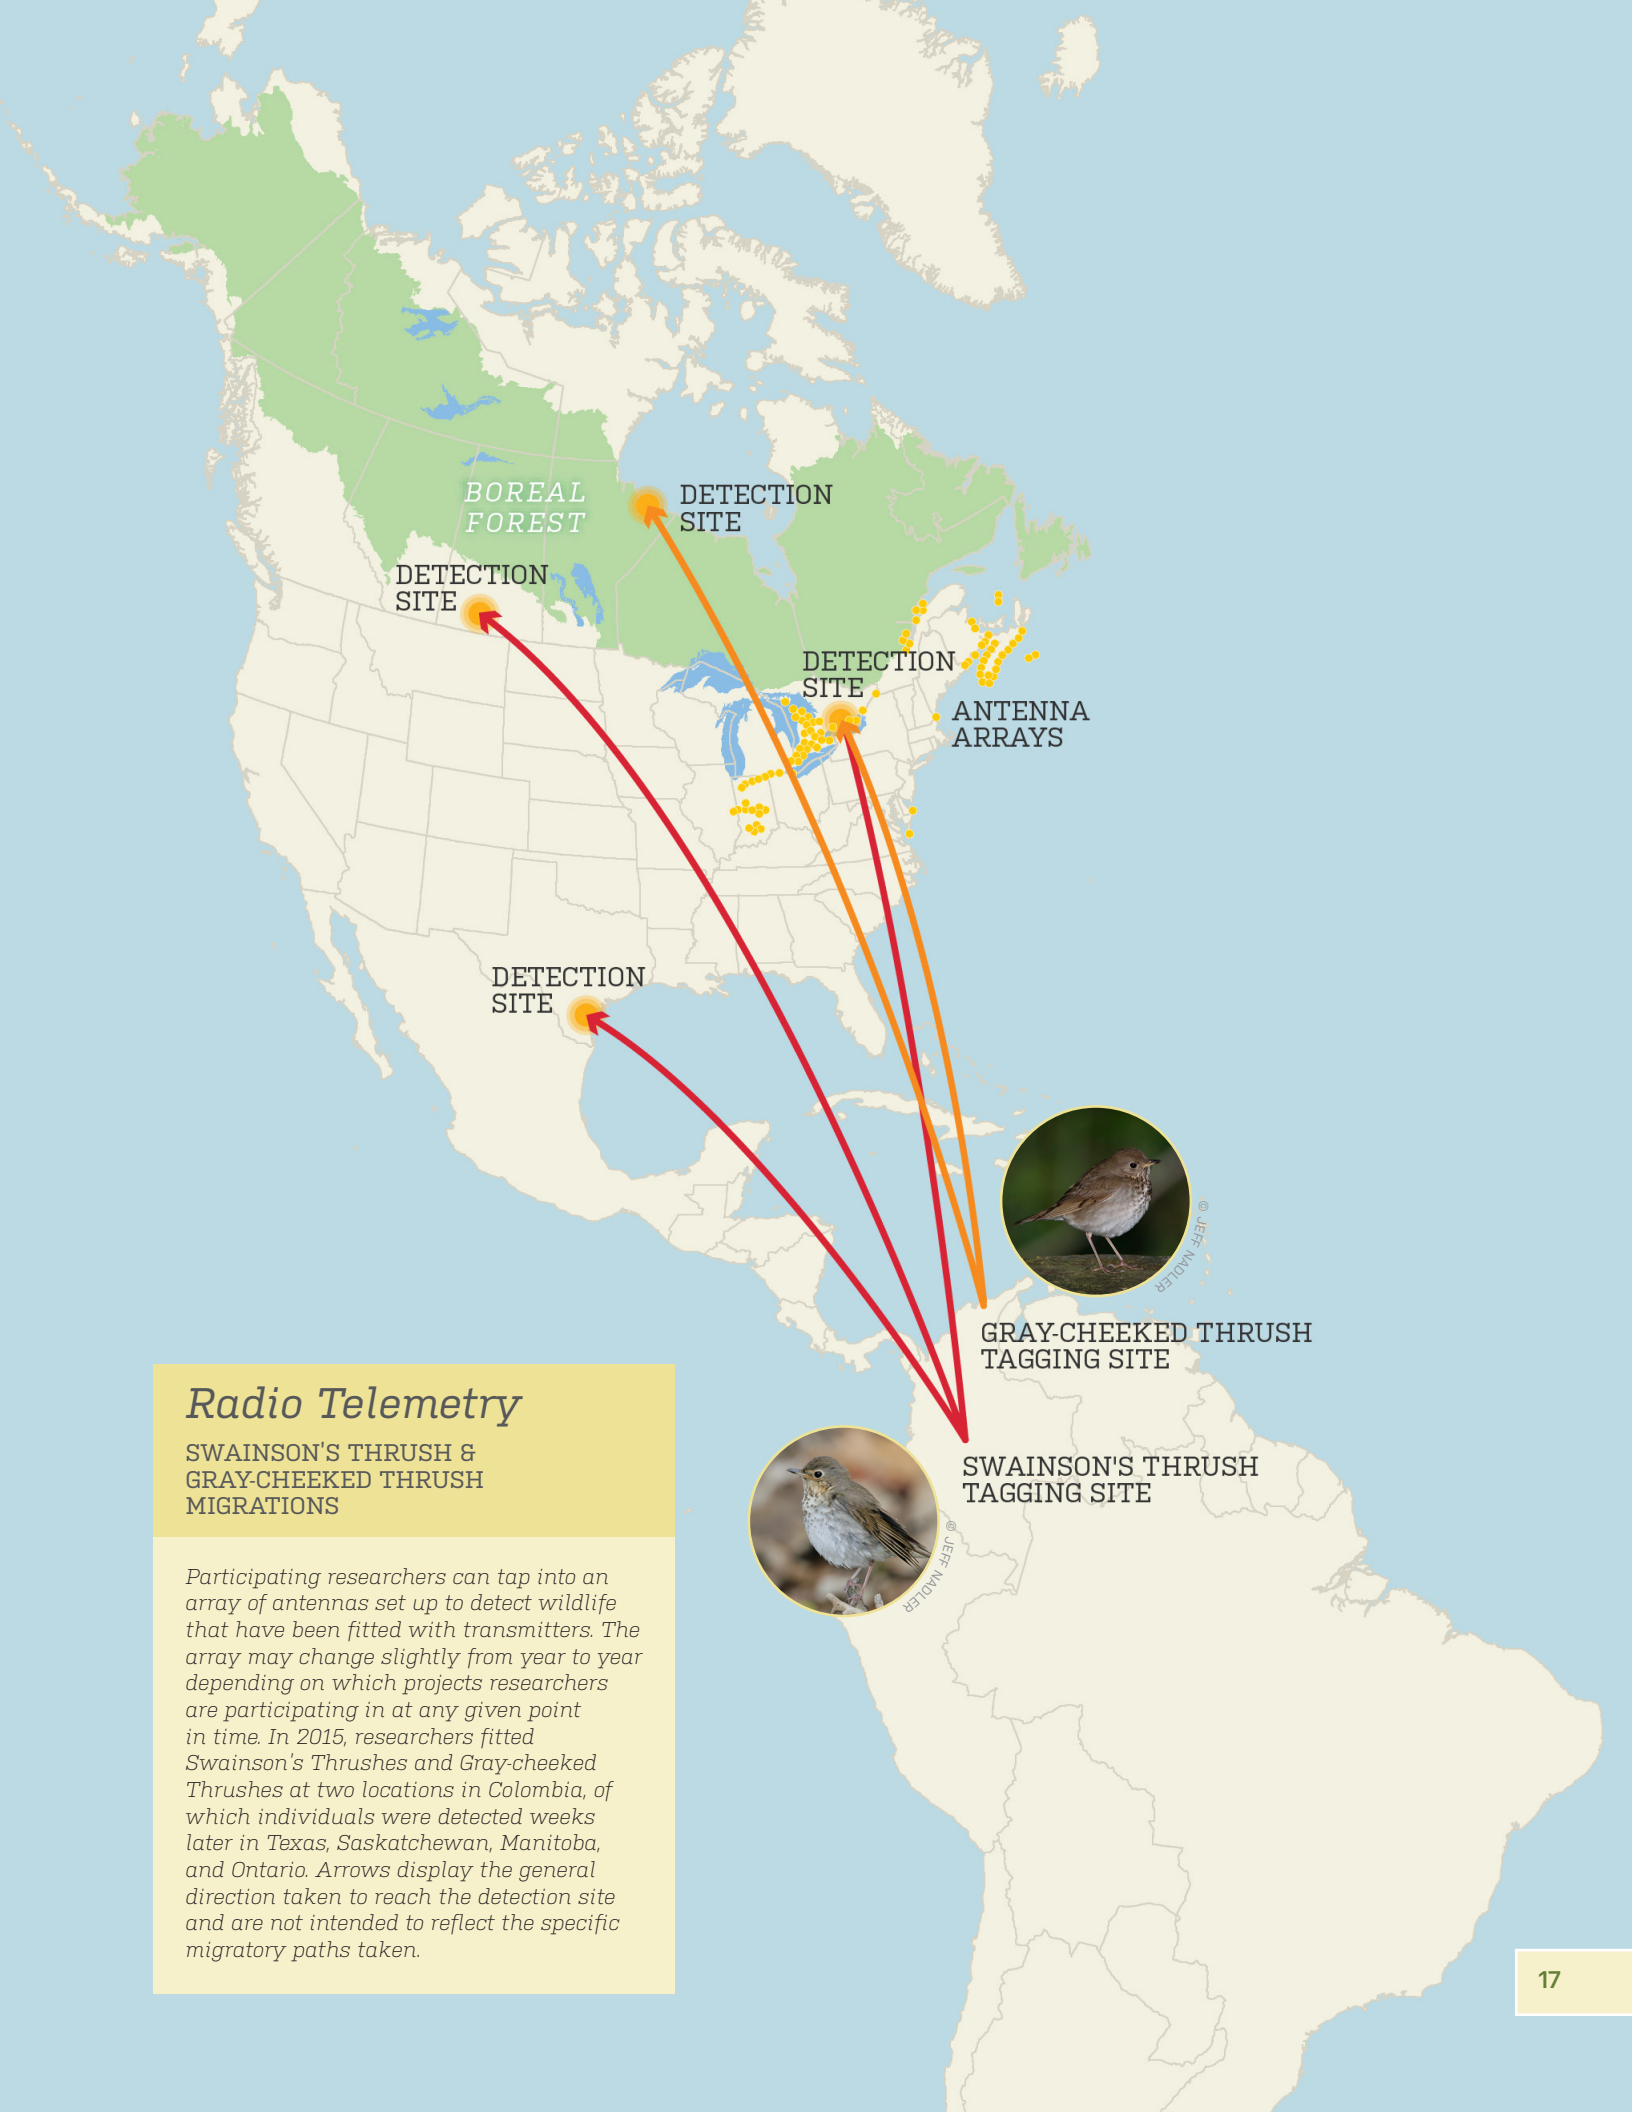 BOREAL
FOREST
DETECTION
SITE
DETECTION
SITE
DETECTION
SITE
ANTENNA
ARRAYS
DETECTION
SITE
© JEFF NADLER
GRAY-CHEEKED THRUSH
TAGGING SITE
SWAINSON'S THRUSH
TAGGING SITE
© JEFF NADLER
Radio Telemetry
SWAINSON'S THRUSH &
GRAY-CHEEKED THRUSH
MIGRATIONS
Participating researchers can tap into an
array of antennas set up to detect wildlife
that have been fitted with transmitters. The
array may change slightly from year to year
depending on which projects researchers
are participating in at any given point
in time. In 2015, researchers fitted
Swainson's Thrushes and Gray-cheeked
Thrushes at two locations in Colombia, of
which individuals were detected weeks
later in Texas, Saskatchewan, Manitoba,
and Ontario. Arrows display the general
direction taken to reach the detection site
and are not intended to reflect the specific
migratory paths taken.
17